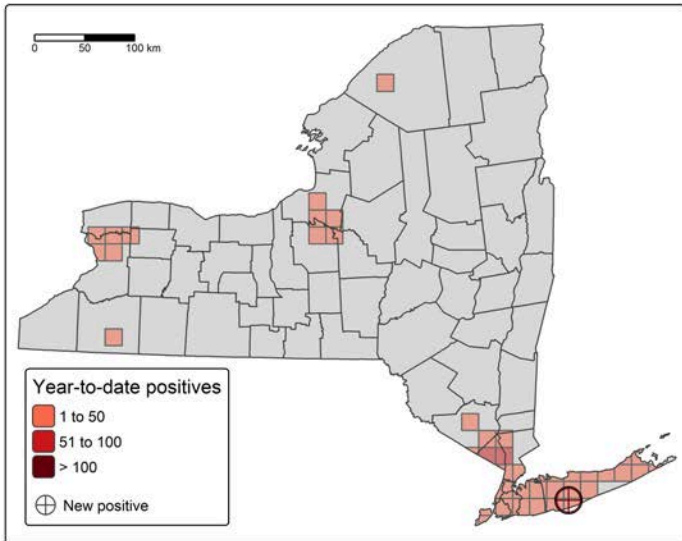 0 50 100 km
Year-to-date positives
1 to 50
51 to 100
> 100
New positive